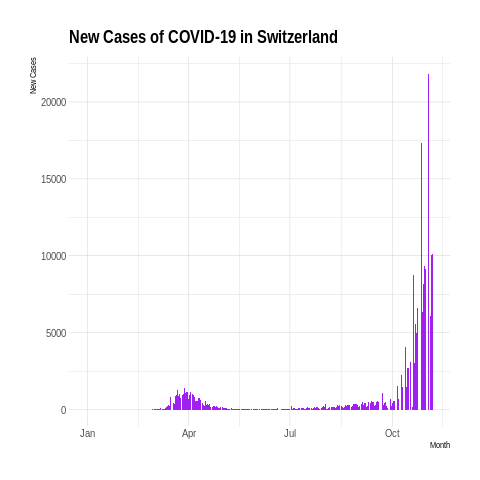 New Cases of COVID-19 in Switzerland
New Cases
20000
15000
10000
5000
0
Jan Apr Jul Oct
Month